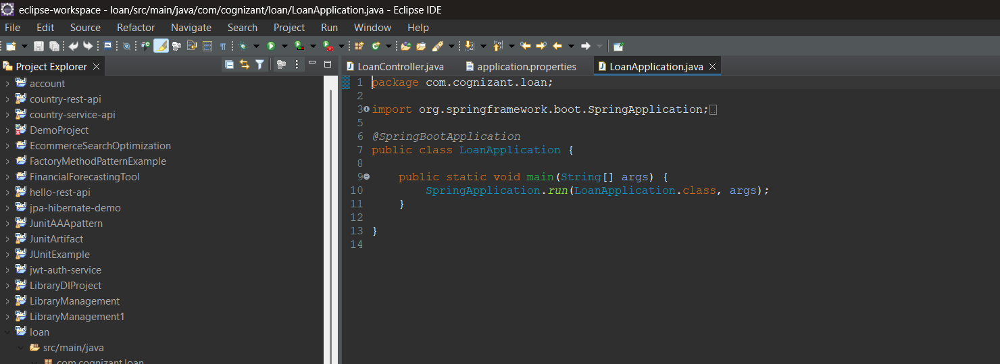 eclipse-workspace - loan/src/main/java/com/cognizant/loan/LoanApplication.java - Eclipse IDE
File Edit Source Refactor Navigate Search Project Run Window Help
Project Explorer
account
country-rest-api
country-service-api
DemoProject
EcommerceSearchOptimization
FactoryMethodPatternExample
FinancialForecastingTool
hello-rest-api
jpa-hibernate-demo
JunitAAApattern
JunitArtifact
JUnitExample
jwt-auth-service
LibraryDIProject
LibraryManagement
LibraryManagement1
loan
src/main/java
com.cognizant.loan
LoanController.java application.properties LoanApplication.java
1 package com.cognizant.loan;
2
3 import org.springframework.boot.SpringApplication;
5
6 @SpringBootApplication
7 public class LoanApplication {
8
9 public static void main(String[] args) {
10 SpringApplication.run(LoanApplication.class, args);
11 }
12
13 }
14